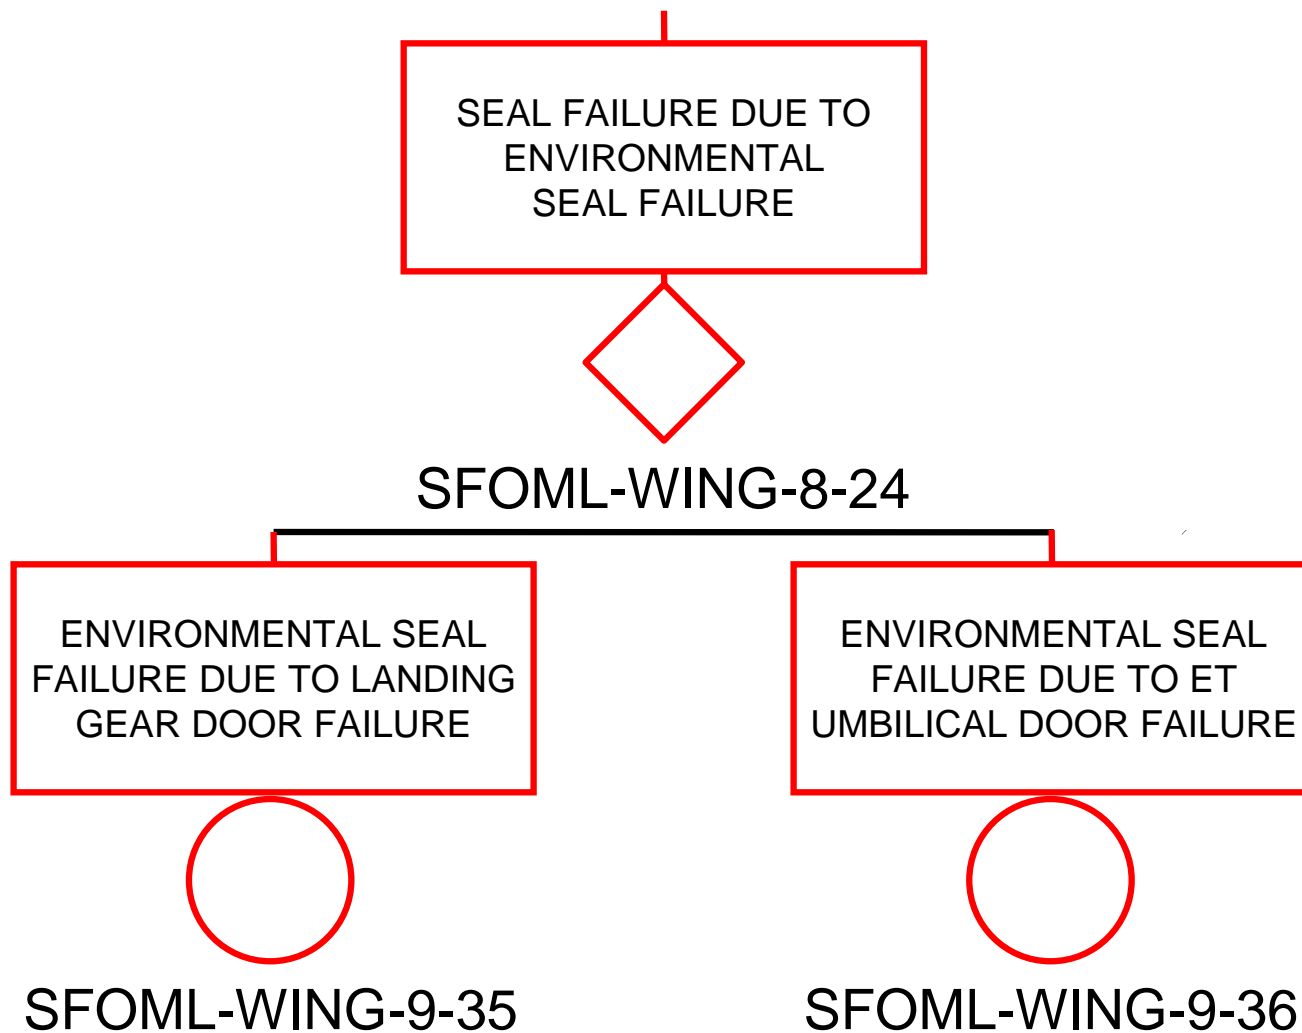 SEAL FAILURE DUE TO
ENVIRONMENTAL
SEAL FAILURE
SFOML-WING-8-24
ENVIRONMENTAL SEAL
FAILURE DUE TO LANDING
GEAR DOOR FAILURE
ENVIRONMENTAL SEAL
FAILURE DUE TO ET
UMBILICAL DOOR FAILURE
SFOML-WING-9-35
SFOML-WING-9-36